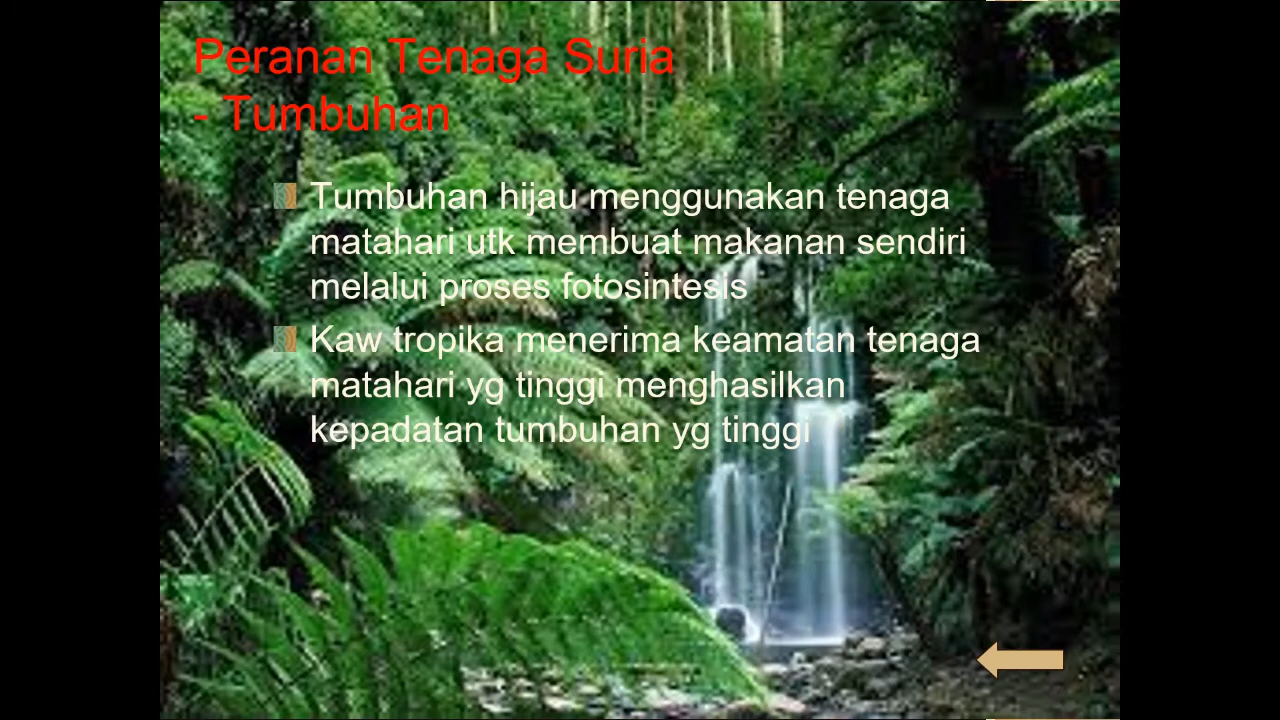 Peranan Tenaga Suria
- Tumbuhan
Tumbuhan hijau menggunakan tenaga
matahari utk membuat makanan sendiri
melalui proses fotosintesis
Kaw tropika menerima keamatan tenaga
matahari yg tinggi menghasilkan
kepadatan tumbuhan yg tinggi